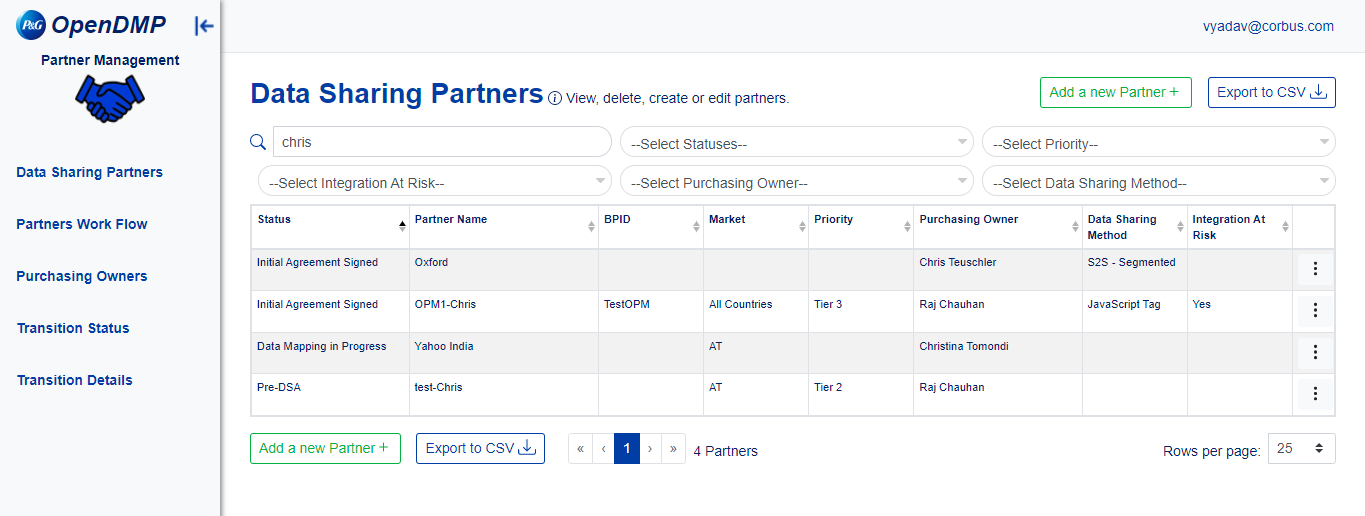 P&G OpenDMP
vyadav@corbus.com
Partner Management
Data Sharing Partners
Partners Work Flow
Purchasing Owners
Transition Status
Transition Details
Data Sharing Partners View, delete, create or edit partners.
Add a new Partner + Export to CSV
chris --Select Statuses-- --Select Priority--
--Select Integration At Risk-- --Select Purchasing Owner-- --Select Data Sharing Method--
Status Partner Name BPID Market Priority Purchasing Owner Data Sharing Integration At
Method Risk
Initial Agreement Signed Oxford Chris Teuschler S2S - Segmented
Initial Agreement Signed OPM1-Chris TestOPM All Countries Tier 3 Raj Chauhan JavaScript Tag Yes
Data Mapping in Progress Yahoo India AT Christina Tomondi
Pre-DSA test-Chris AT Tier 2 Raj Chauhan
Add a new Partner + Export to CSV « ‹ 1 › » 4 Partners Rows per page: 25